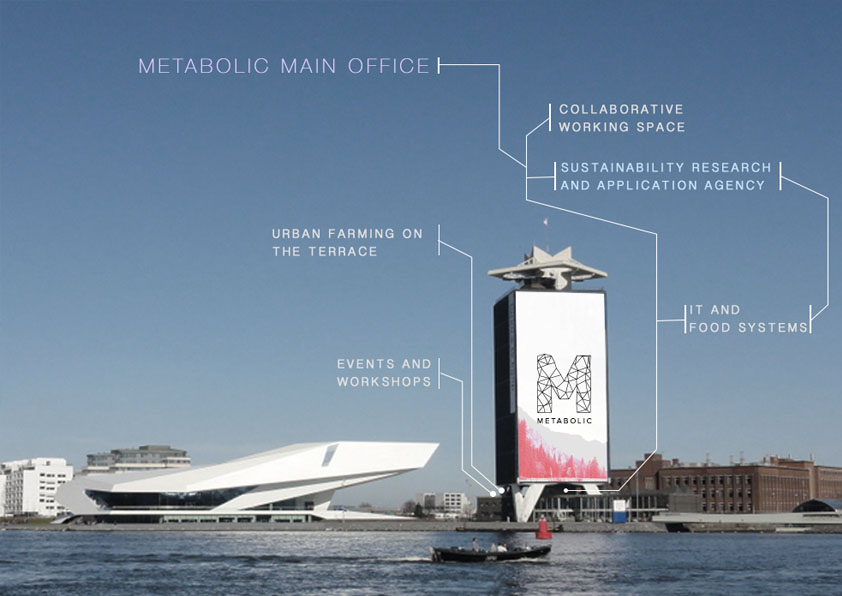 METABOLIC MAIN OFFICE
COLLABORATIVE
WORKING SPACE
SUSTAINABILITY RESEARCH
AND APPLICATION AGENCY
URBAN FARMING ON
THE TERRACE
IT AND
FOOD SYSTEMS
EVENTS AND
WORKSHOPS
M
METABOLIC